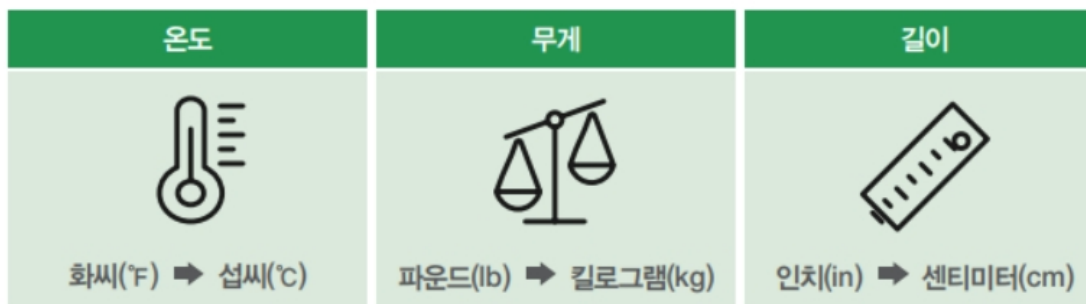 온도
무게
길이
화씨(℉) ➡ 섭씨(℃)
파운드(lb) ➡ 킬로그램(kg)
인치(in) ➡ 센티미터(cm)